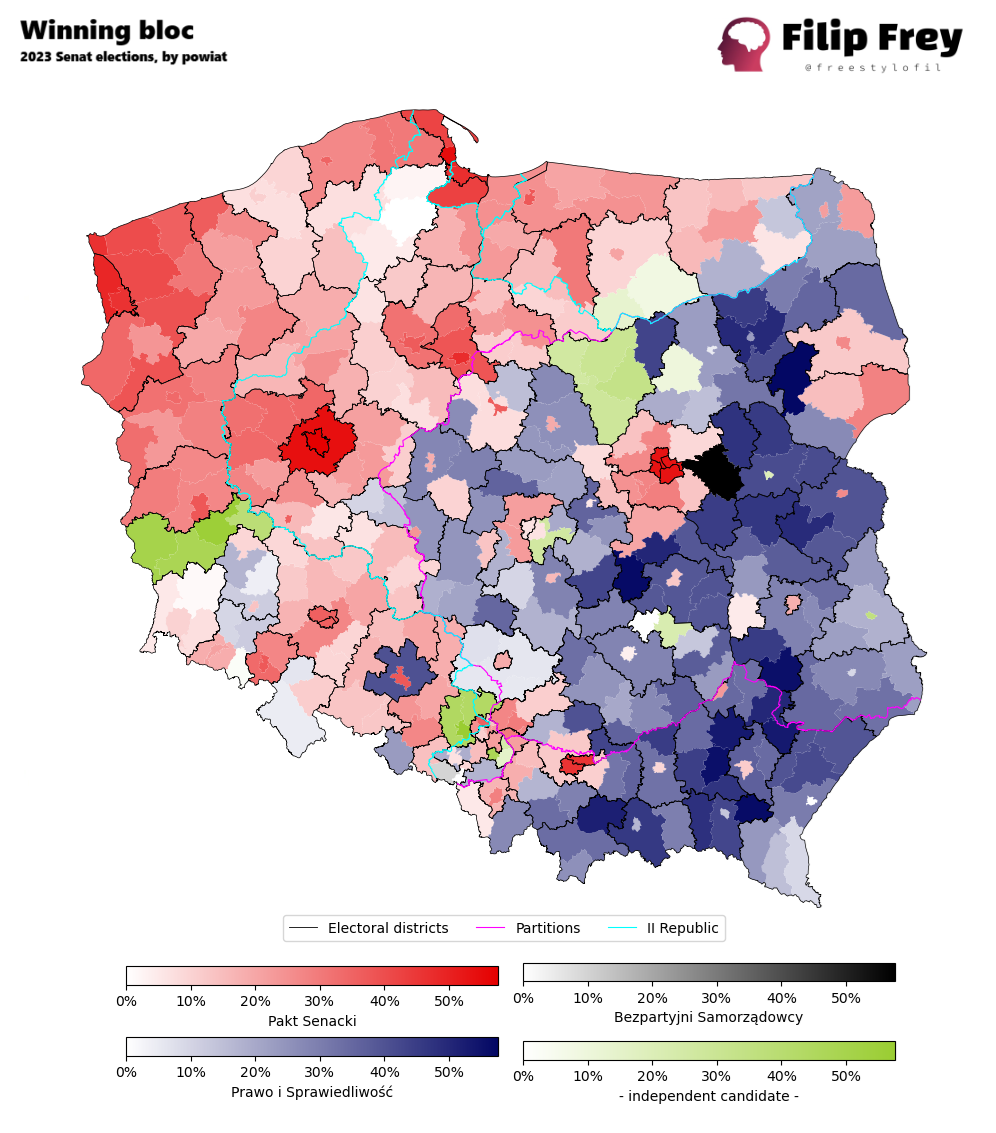 Winning bloc
2023 Senat elections, by powiat
Filip Frey
@freestylofil
Electoral districts
Partitions
II Republic
0% 10% 20% 30% 40% 50%
Pakt Senacki
0% 10% 20% 30% 40% 50%
Bezpartyjni Samorządowcy
0% 10% 20% 30% 40% 50%
Prawo i Sprawiedliwość
0% 10% 20% 30% 40% 50%
- independent candidate -